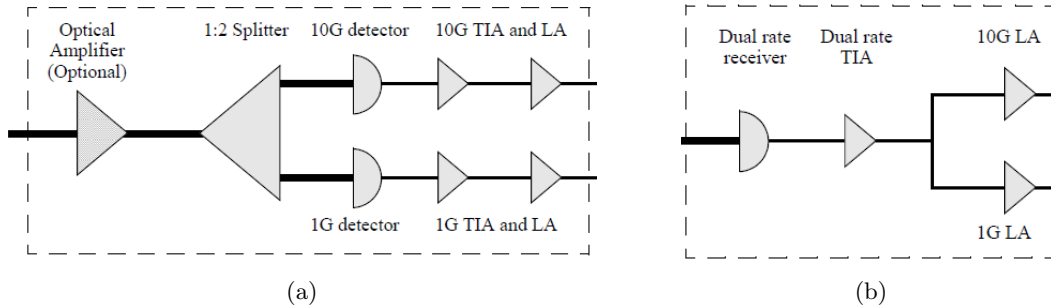 Optical
Amplifier
(Optional)
1:2 Splitter
10G detector
10G TIA and LA
1G detector
1G TIA and LA
(a)
Dual rate
receiver
Dual rate
TIA
10G LA
1G LA
(b)